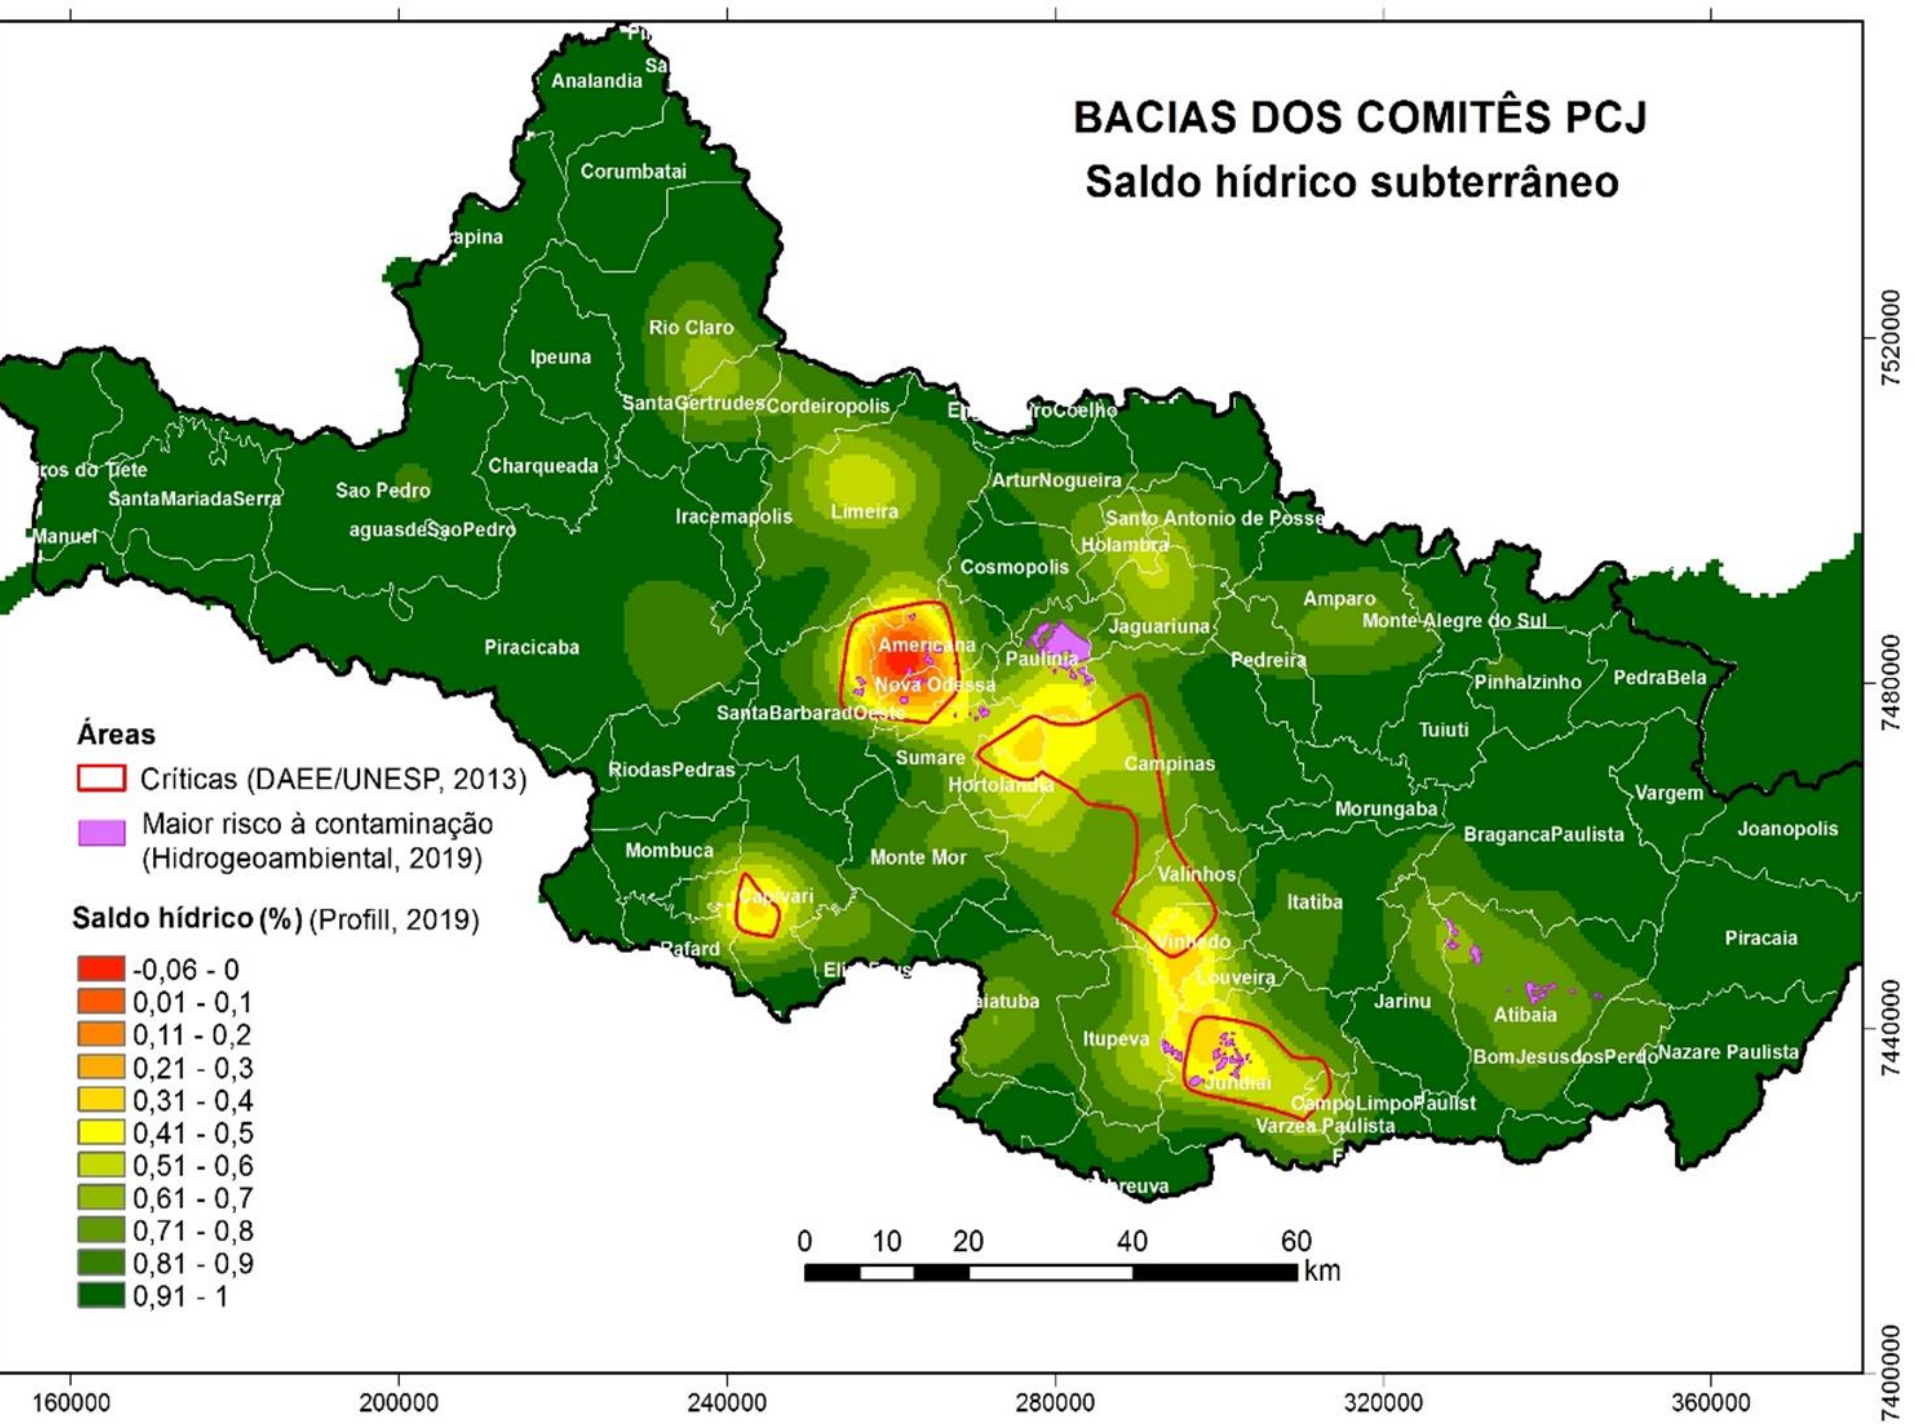 BACIAS DOS COMITÊS PCJ
Saldo hídrico subterrâneo
Analandia
Corumbatai
Rio Claro
Ipeuna
SantaGertrudes
Cordeiropolis
Charqueada
ArturNogueira
SantaMariadaSerra
Sao Pedro
aguasdeSaoPedro
Iracemapolis
Limeira
Santo Antonio de Posse
Holambra
Manuel
Cosmopolis
Amparo
Monte Alegre do Sul
Jaguariuna
Piracicaba
Americana
Paulinia
Pedreira
Nova Odessa
Pinhalzinho
PedraBela
SantaBarbaradOeste
Tuiuti
Sumare
Campinas
RiodasPedras
Hortolandia
Vargem
Morungaba
BragancaPaulista
Joanopolis
Mombuca
Monte Mor
Valinhos
Capivari
Itatiba
Rafard
Vinhedo
Piracaia
Louveira
Jarinu
Atibaia
Itupeva
BomJesusdosPerdo
Nazare Paulista
Jundiai
CampoLimpoPaulist
Varzea Paulista
Áreas
Críticas (DAEE/UNESP, 2013)
Maior risco à contaminação
(Hidrogeoambiental, 2019)
Saldo hídrico (%) (Profill, 2019)
-0,06 - 0
0,01 - 0,1
0,11 - 0,2
0,21 - 0,3
0,31 - 0,4
0,41 - 0,5
0,51 - 0,6
0,61 - 0,7
0,71 - 0,8
0,81 - 0,9
0,91 - 1
0 10 20 40 60
km
7520000
7480000
7440000
7400000
160000 200000 240000 280000 320000 360000